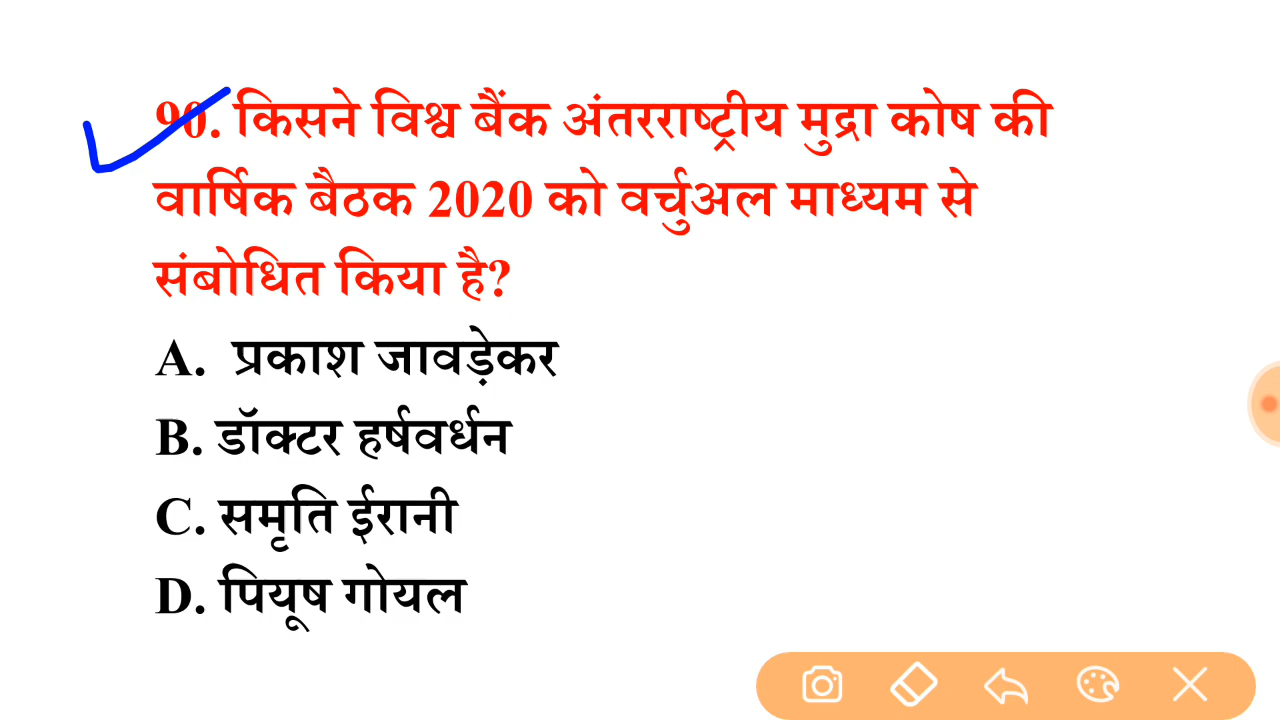 90. किसने विश्व बैंक अंतरराष्ट्रीय मुद्रा कोष की
वार्षिक बैठक 2020 को वर्चुअल माध्यम से
संबोधित किया है?
A. प्रकाश जावड़ेकर
B. डॉक्टर हर्षवर्धन
C. समृति ईरानी
D. पियूष गोयल